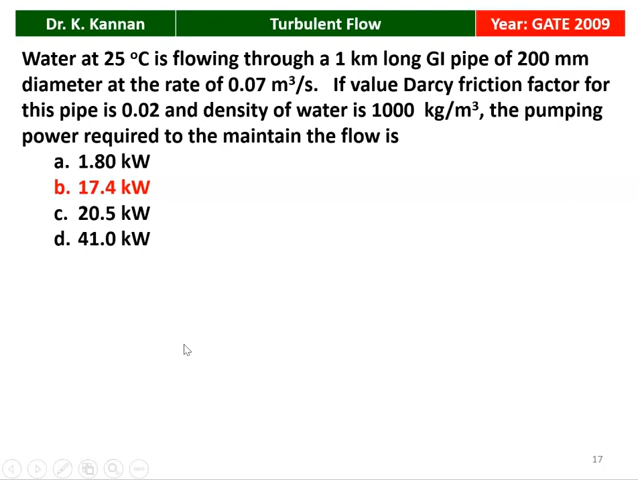 Dr. K. Kannan Turbulent Flow Year: GATE 2009
Water at 25 ᵒC is flowing through a 1 km long GI pipe of 200 mm
diameter at the rate of 0.07 m³/s. If value Darcy friction factor for
this pipe is 0.02 and density of water is 1000 kg/m³, the pumping
power required to the maintain the flow is
a. 1.80 kW
b. 17.4 kW
c. 20.5 kW
d. 41.0 kW
17